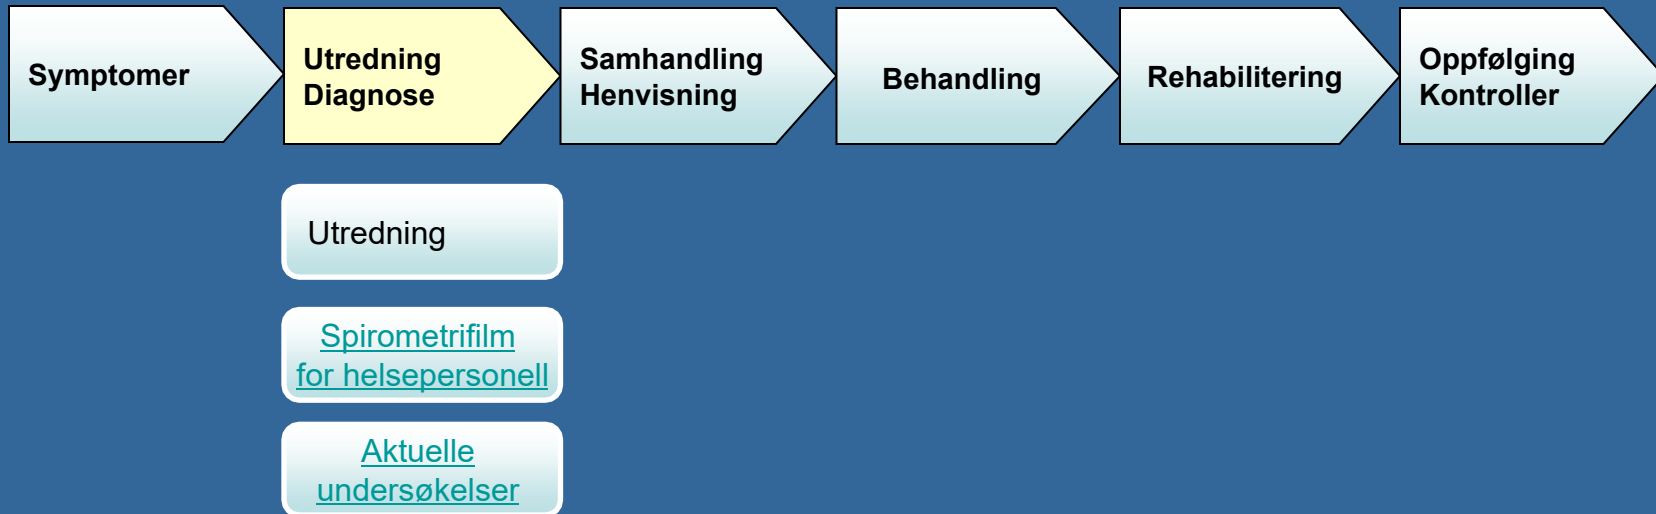 Symptomer
Utredning
Diagnose
Samhandling
Henvisning
Behandling
Rehabilitering
Oppfølging
Kontroller
Utredning
Spirometrifilm
for helsepersonell
Aktuelle
undersøkelser